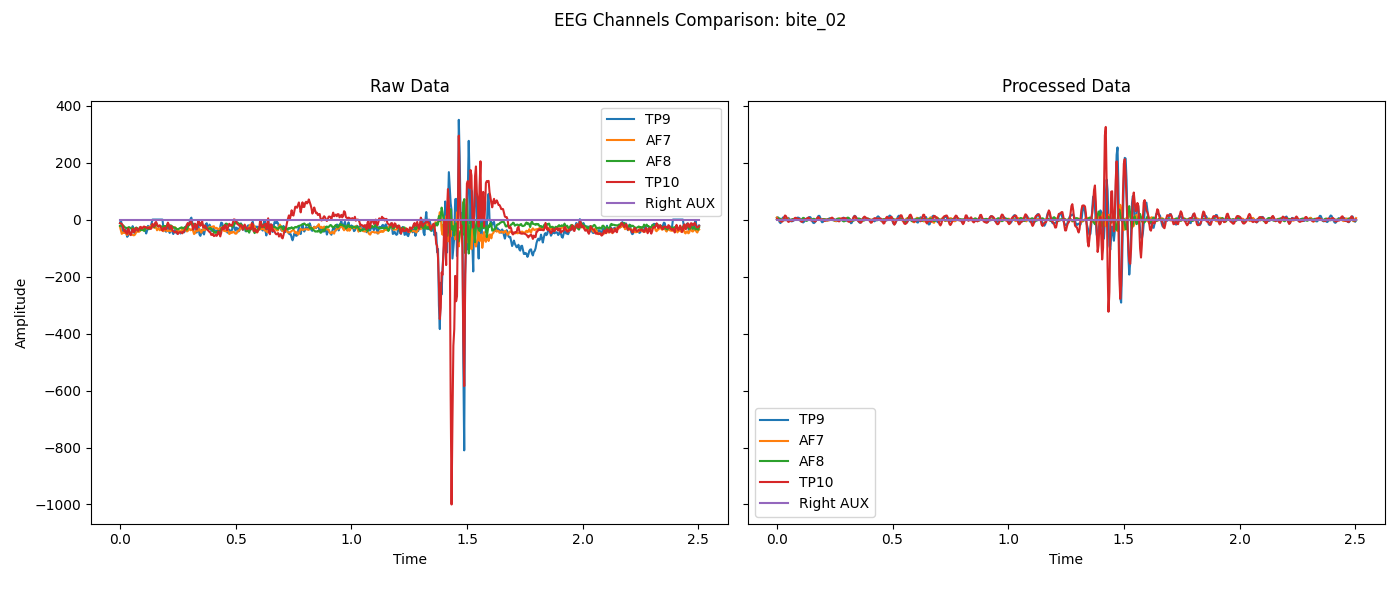 EEG Channels Comparison: bite_02
Raw Data
400
200
0
−200
−400
−600
−800
−1000
Amplitude
0.0 0.5 1.0 1.5 2.0 2.5
Time
TP9
AF7
AF8
TP10
Right AUX
Processed Data
TP9
AF7
AF8
TP10
Right AUX
0.0 0.5 1.0 1.5 2.0 2.5
Time